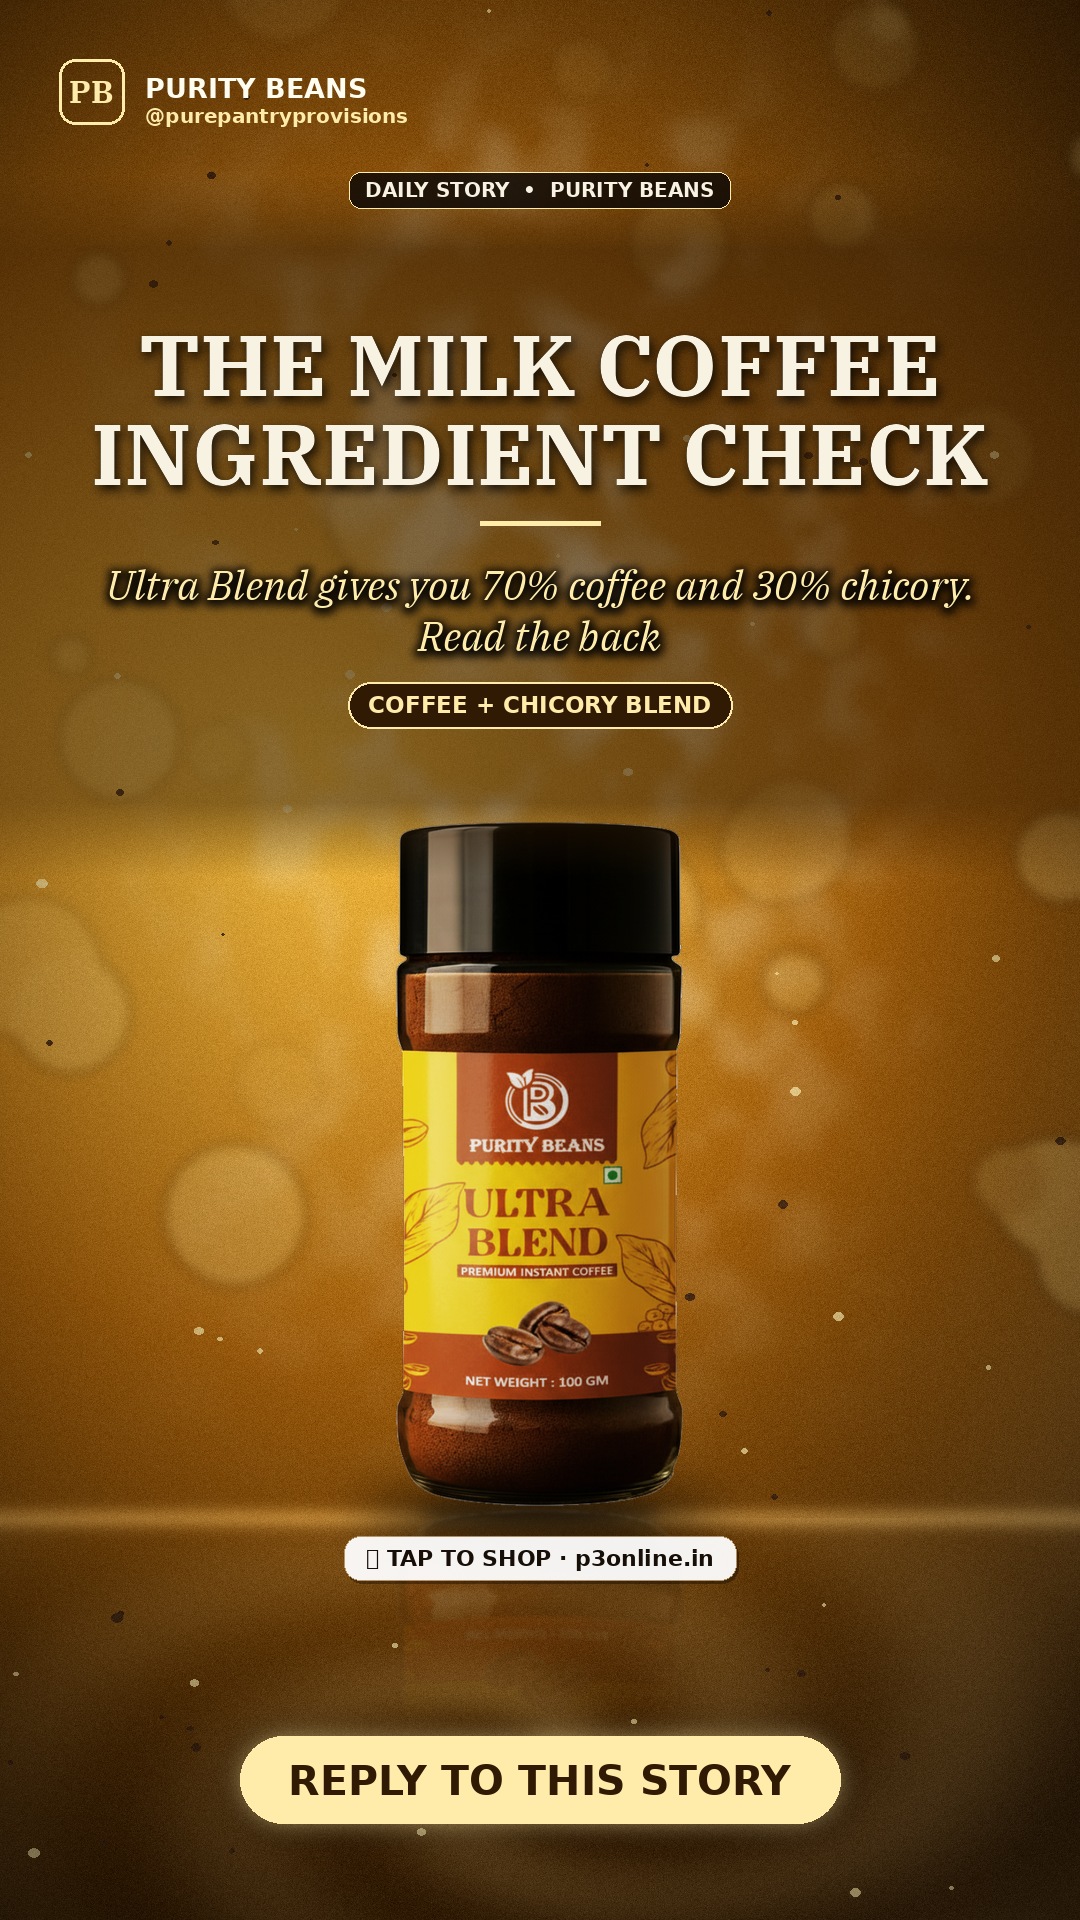 PB
PURITY BEANS
@purepantryprovisions
DAILY STORY • PURITY BEANS
THE MILK COFFEE
INGREDIENT CHECK
Ultra Blend gives you 70% coffee and 30% chicory.
Read the back
COFFEE + CHICORY BLEND
B
PURITY BEANS
ULTRA
BLEND
PREMIUM INSTANT COFFEE
NET WEIGHT : 100 GM
TAP TO SHOP · p3online.in
REPLY TO THIS STORY